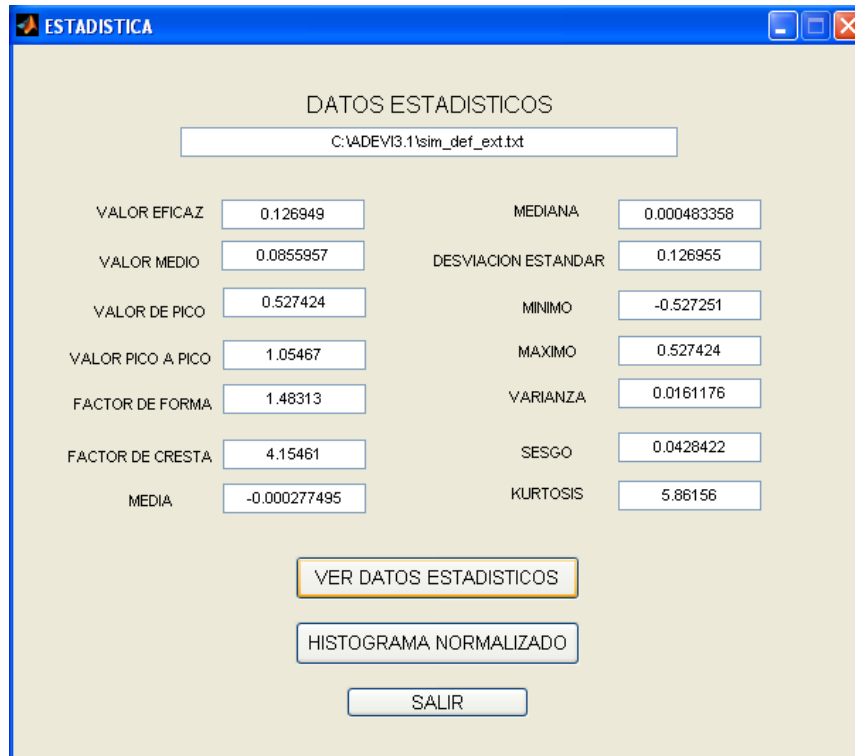 ESTADISTICA
DATOS ESTADISTICOS
C:\ADEVI3.1\sim_def_ext.txt
VALOR EFICAZ 0.126949 MEDIANA 0.000483358
VALOR MEDIO 0.0855957 DESVIACION ESTANDAR 0.126955
VALOR DE PICO 0.527424 MINIMO -0.527251
VALOR PICO A PICO 1.05467 MAXIMO 0.527424
FACTOR DE FORMA 1.48313 VARIANZA 0.0161176
FACTOR DE CRESTA 4.15461 SESGO 0.0428422
MEDIA -0.000277495 KURTOSIS 5.86156
VER DATOS ESTADISTICOS
HISTOGRAMA NORMALIZADO
SALIR